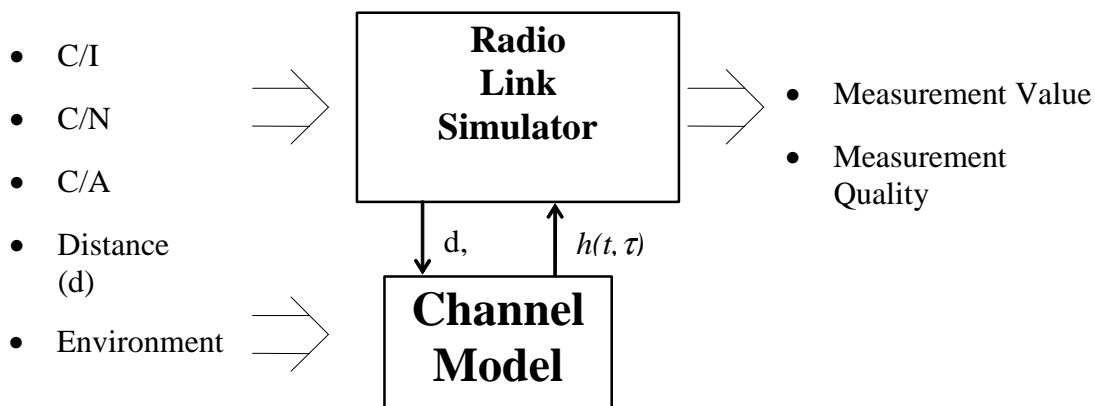 • C/I
• C/N
• C/A
• Distance
(d)
• Environment
Radio
Link
Simulator
d,
h(t, τ)
Channel
Model
• Measurement Value
• Measurement
Quality